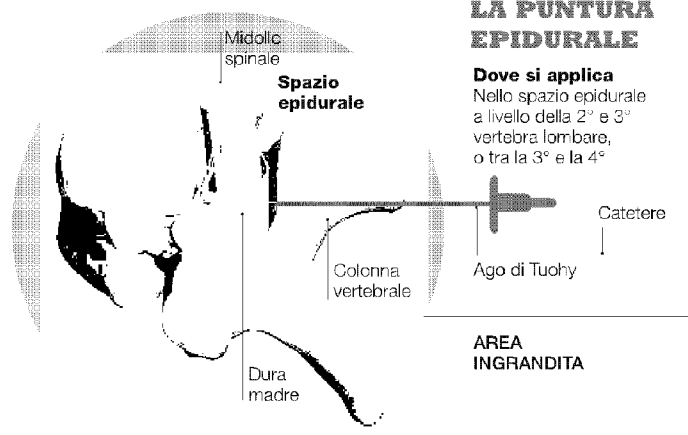 LA PUNTURA
EPIDURALE
Midollo
spinale
Spazio
epidurale
Dove si applica
Nello spazio epidurale
a livello della 2° e 3°
vertebra lombare,
o tra la 3° e la 4°
Catetere
Colonna
vertebrale
Ago di Tuohy
AREA
INGRANDITA
Dura
madre